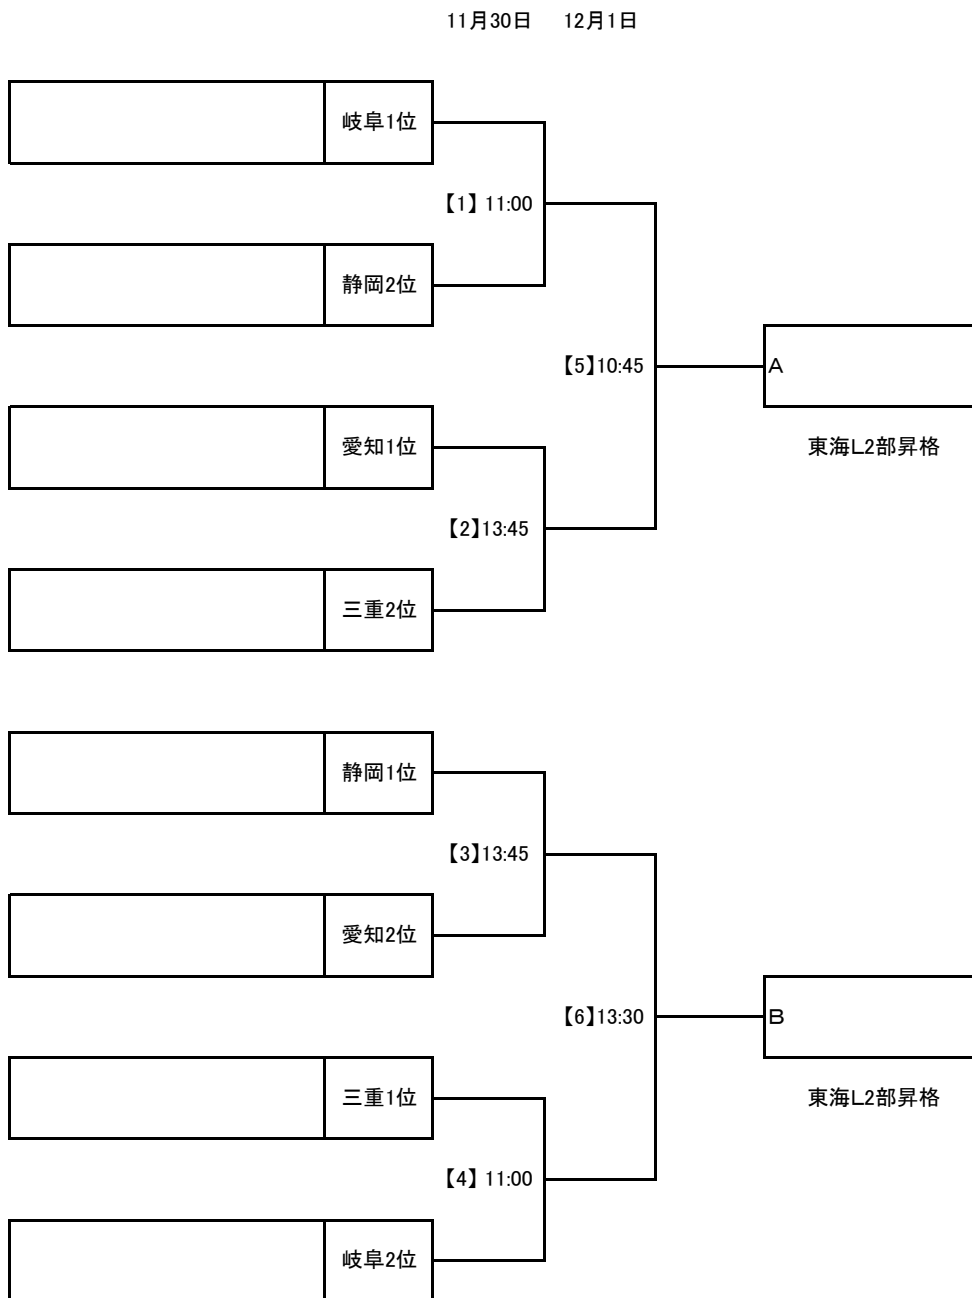 11月30日 12月1日
岐阜1位
【1】 11:00
静岡2位
【5】10:45
A
愛知1位
東海L2部昇格
【2】13:45
三重2位
静岡1位
【3】13:45
愛知2位
【6】13:30
B
三重1位
東海L2部昇格
【4】 11:00
岐阜2位